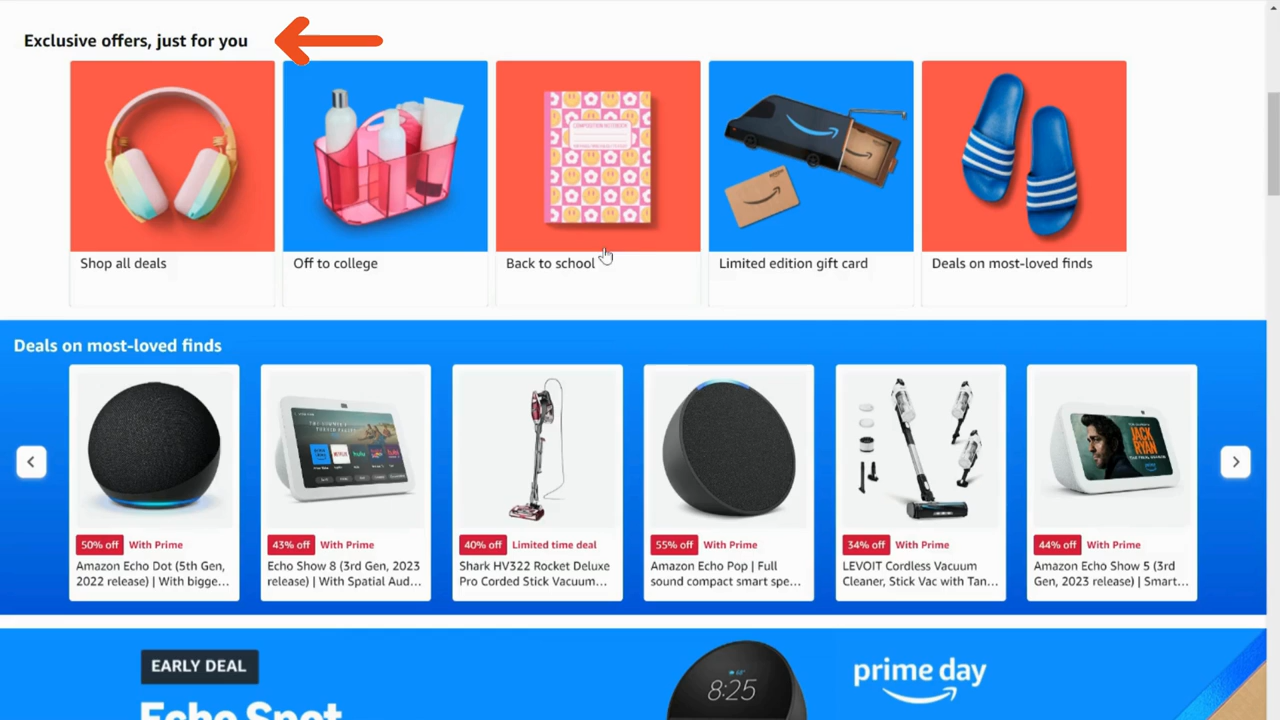 Exclusive offers, just for you
COMPOSITION NOTEBOOK
Shop all deals
Off to college
Back to school
Limited edition gift card
Deals on most-loved finds
Deals on most-loved finds
50% off With Prime
Amazon Echo Dot (5th Gen,
2022 release) | With bigge...
43% off With Prime
Echo Show 8 (3rd Gen, 2023
release) | With Spatial Aud...
40% off Limited time deal
Shark HV322 Rocket Deluxe
Pro Corded Stick Vacuum...
55% off With Prime
Amazon Echo Pop | Full
sound compact smart spe...
34% off With Prime
LEVOIT Cordless Vacuum
Cleaner, Stick Vac with Tan...
JACK
RYAN
44% off With Prime
Amazon Echo Show 5 (3rd
Gen, 2023 release) | Smart...
EARLY DEAL
Echo Spot
8:25
prime day